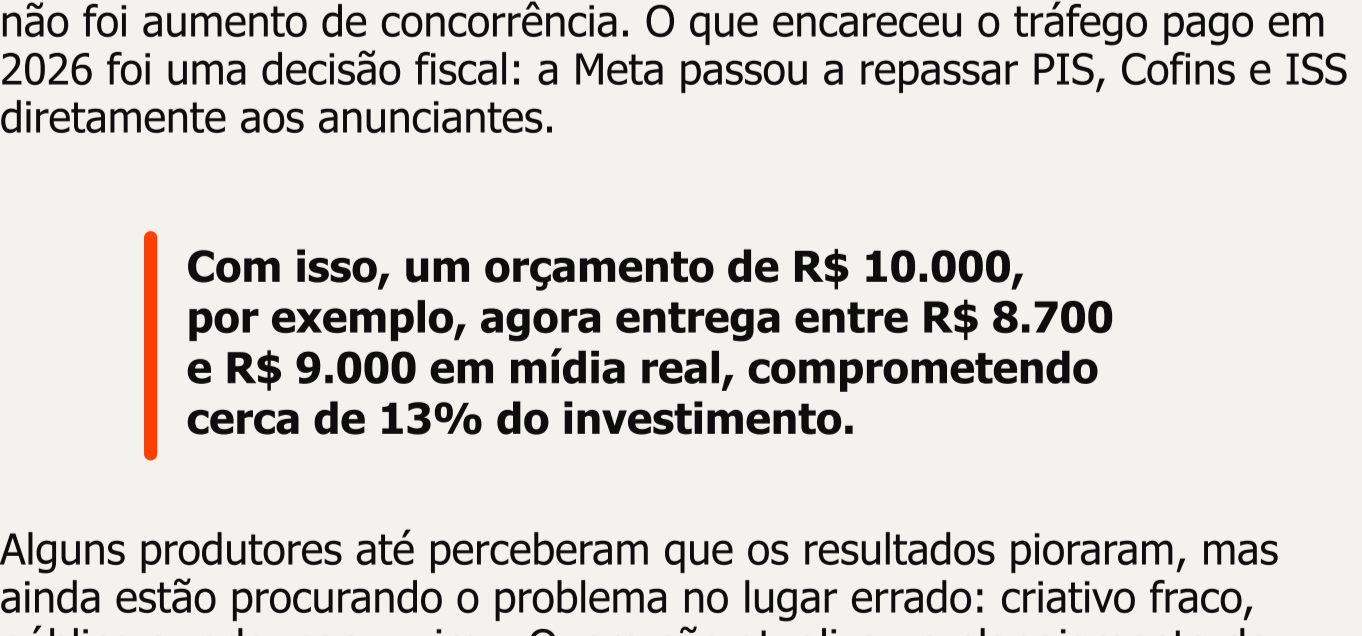 não foi aumento de concorrência. O que encareceu o tráfego pago em
2026 foi uma decisão fiscal: a Meta passou a repassar PIS, Cofins e ISS
diretamente aos anunciantes.
Com isso, um orçamento de R$ 10.000,
por exemplo, agora entrega entre R$ 8.700
e R$ 9.000 em mídia real, comprometendo
cerca de 13% do investimento.
Alguns produtores até perceberam que os resultados pioraram, mas
ainda estão procurando o problema no lugar errado: criativo fraco,